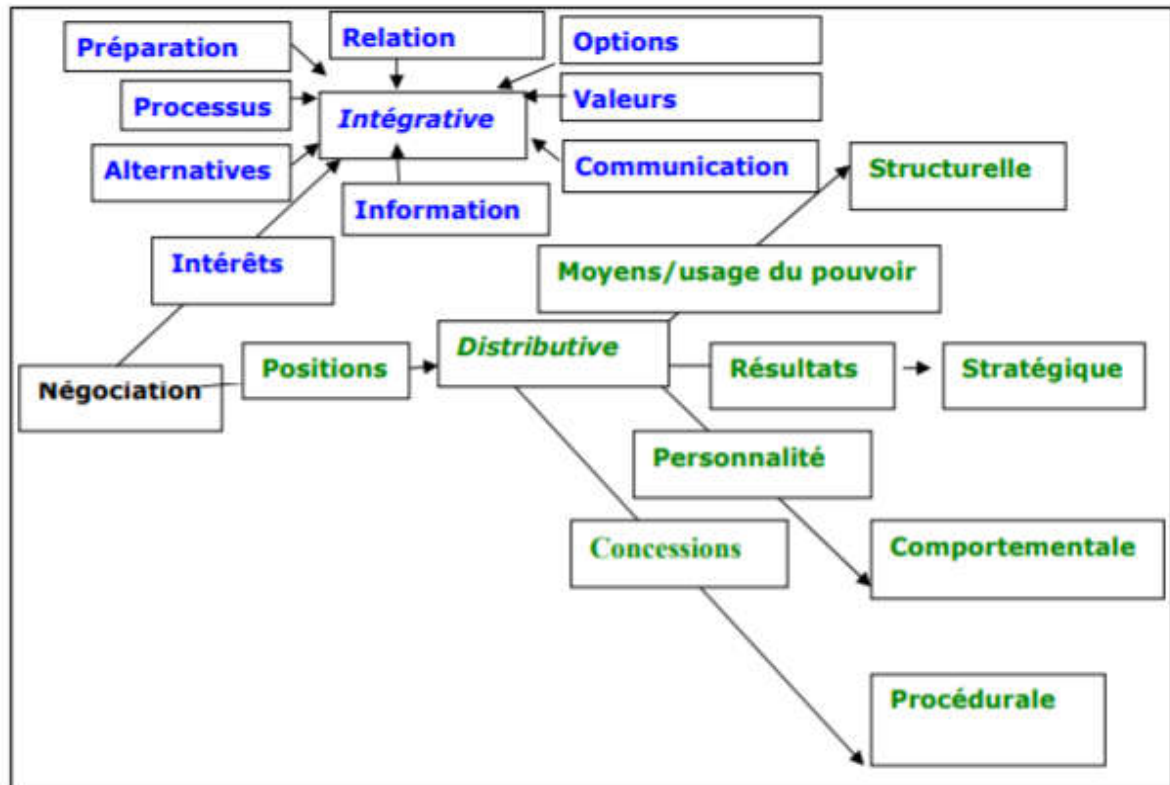 Préparation
Relation
Options
Processus
Intégrative
Valeurs
Alternatives
Communication
Structurelle
Information
Intérêts
Moyens/usage du pouvoir
Négociation
Positions
Distributive
Résultats
Stratégique
Personnalité
Concessions
Comportementale
Procédurale